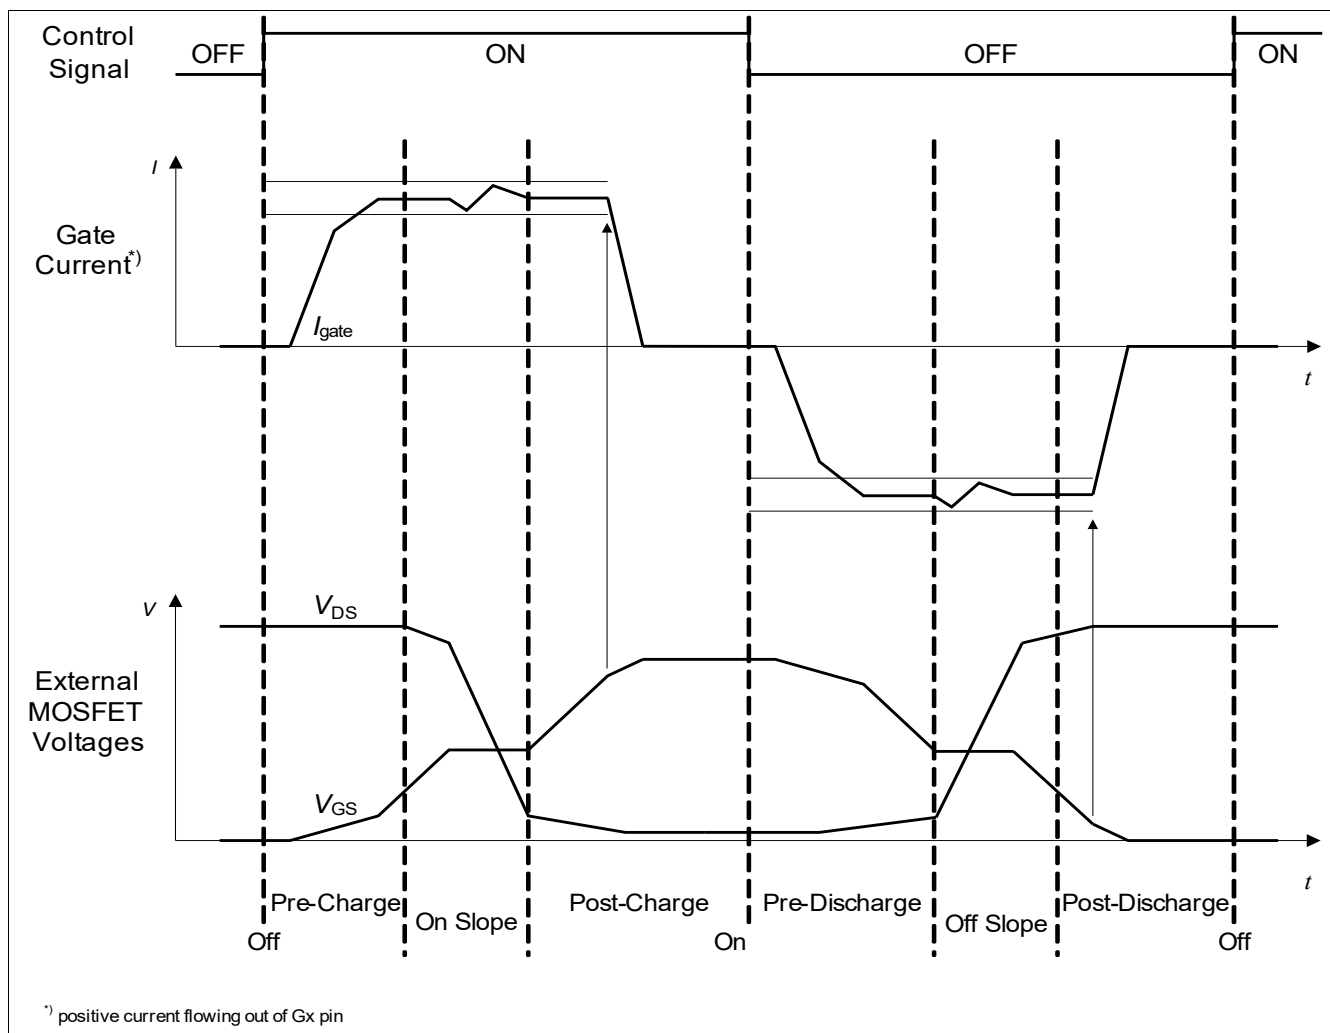 Control
Signal
OFF
ON
OFF
ON
I
Gate
Current*)
Igate
t
V
VDS
External
MOSFET
Voltages
VGS
t
Pre-Charge
On Slope
Post-Charge
Pre-Discharge
Off Slope
Post-Discharge
Off
On
Off
*) positive current flowing out of Gx pin